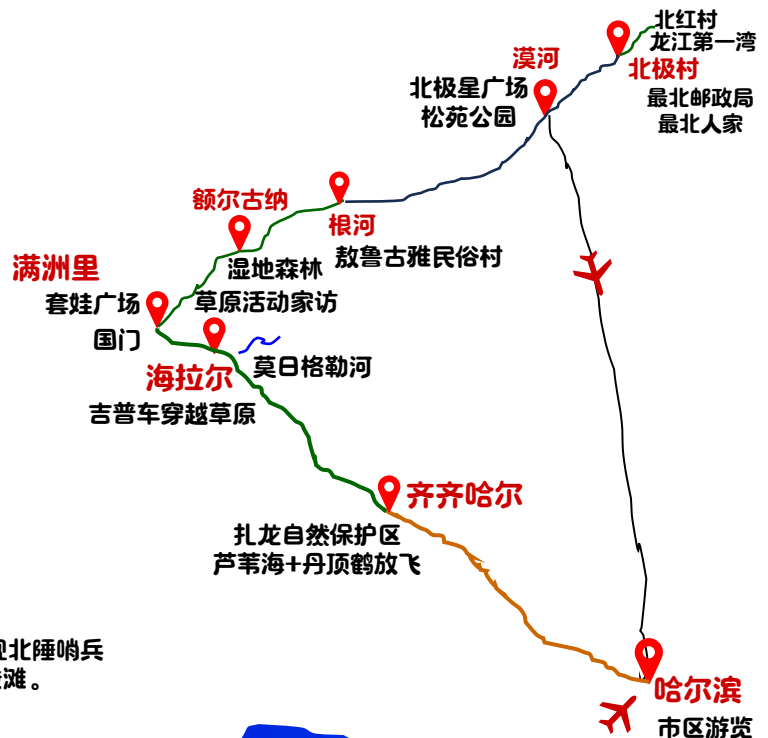 北红村
龙江第一湾
漠河
北极村
北极星广场
松苑公园
最北邮政局
最北人家
额尔古纳
根河
湿地森林
敖鲁古雅民俗村
满洲里
套娃广场
草原活动家访
国门
海拉尔
莫日格勒河
吉普车穿越草原
齐齐哈尔
扎龙自然保护区
芦苇海+丹顶鹤放飞
北陲哨兵
滩。
哈尔滨
市区游览